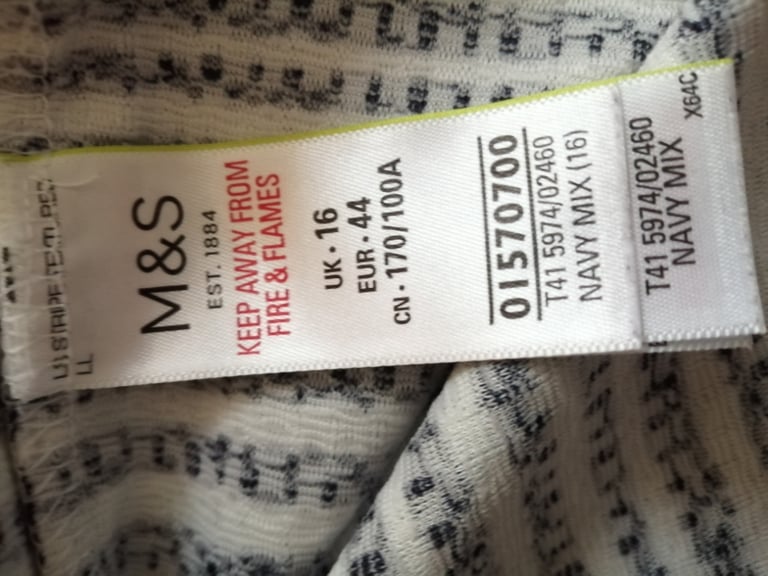 M&S
EST. 1884
KEEP AWAY FROM
FIRE & FLAMES
UK · 16
EUR · 44
CN · 170/100A
01570700
T41 5974/02460
NAVY MIX (16)
T41 5974/02460
NAVY MIX
X64C